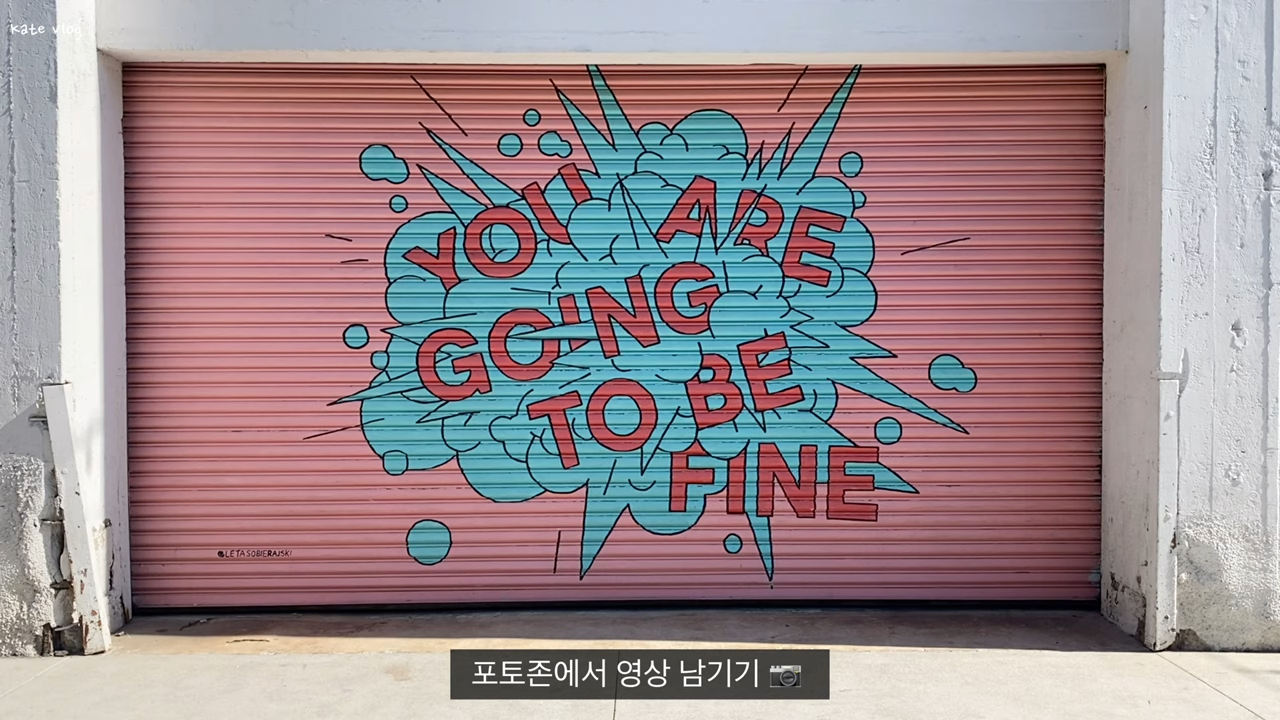 kate vlog
YOU ARE
GOING
TO BE
FINE
@LETASOBIERAJSKI
포토존에서 영상 남기기 📷